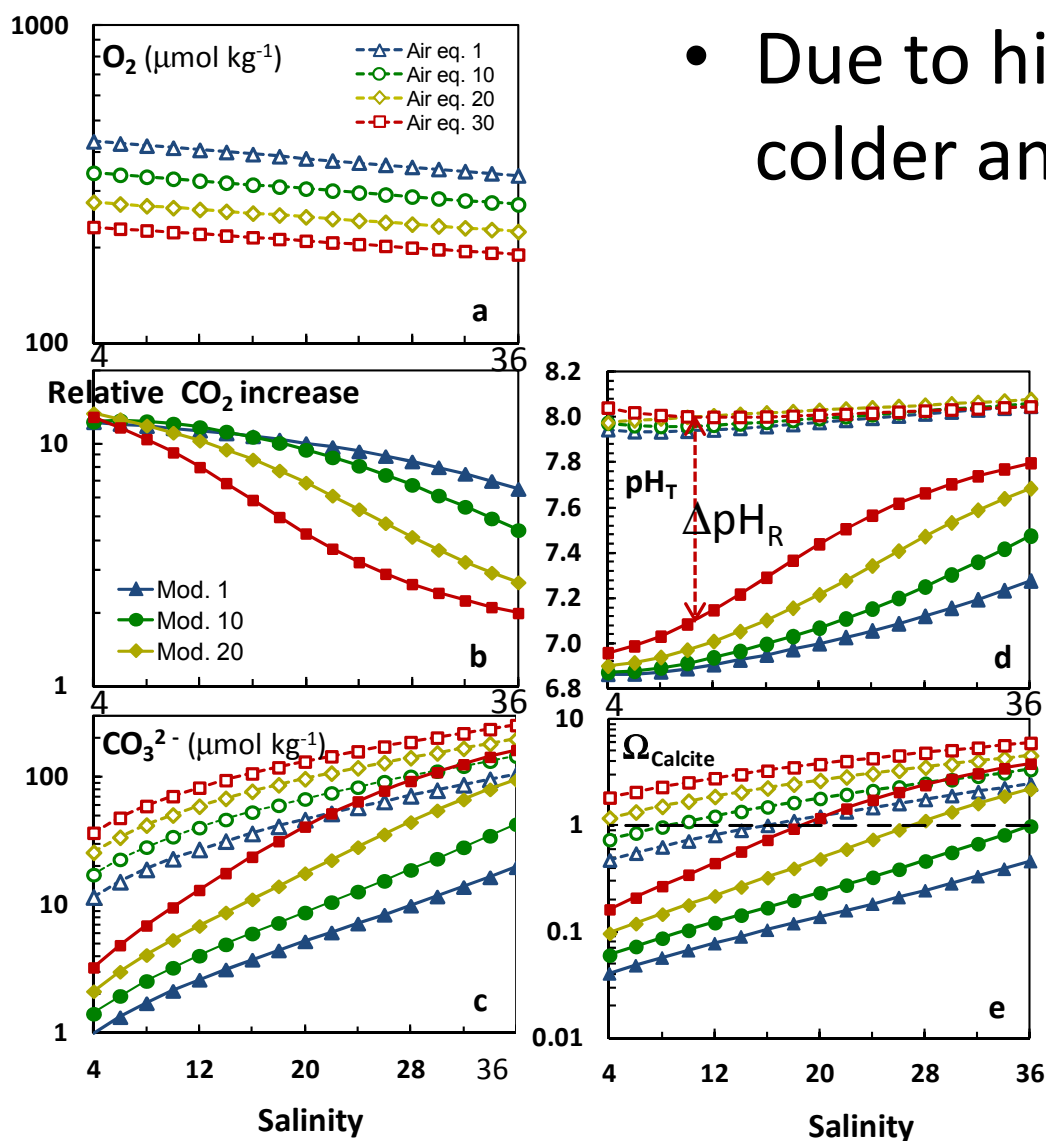 1000
O₂ (μmol kg⁻¹)
Air eq. 1
Air eq. 10
Air eq. 20
Air eq. 30
a
100
4
36
• Due to hi
colder an
Relative CO₂ increase
10
Mod. 1
Mod. 10
Mod. 20
b
1
4
36
8.2
8.0
7.8
7.6
7.4
7.2
7.0
6.8
pH_T
ΔpH_R
d
4
36
CO₃²⁻ (μmol kg⁻¹)
100
10
1
c
4 12 20 28 36
Salinity
10
1
0.1
0.01
Ω_Calcite
e
4 12 20 28 36
Salinity